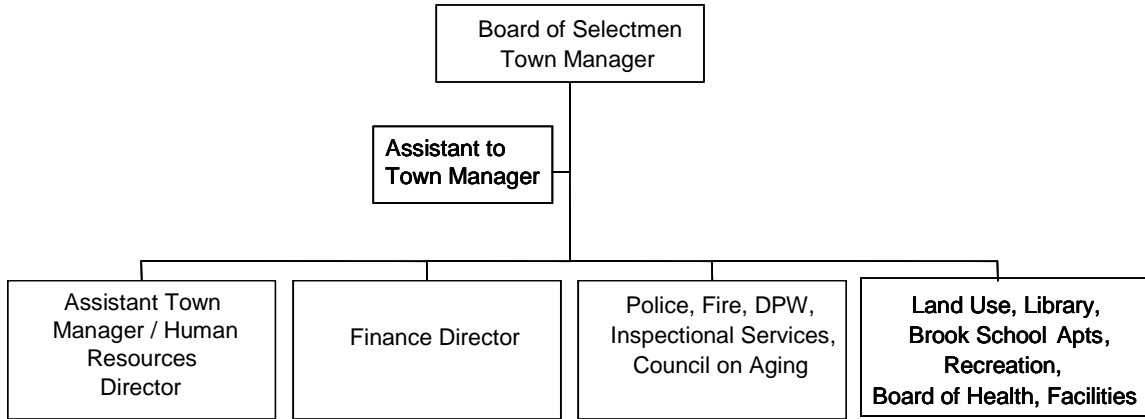 Board of Selectmen
Town Manager
Assistant to
Town Manager
Assistant Town
Manager / Human
Resources
Director
Finance Director
Police, Fire, DPW,
Inspectional Services,
Council on Aging
Land Use, Library,
Brook School Apts,
Recreation,
Board of Health, Facilities